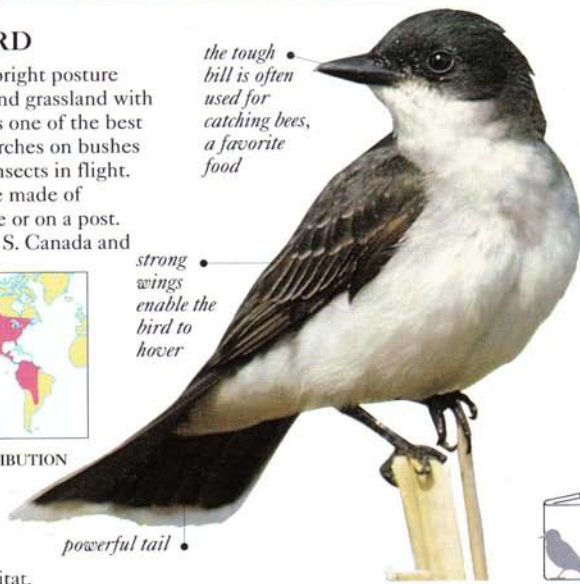 RD
right posture
nd grassland with
s one of the best
rches on bushes
nsects in flight.
e made of
e or on a post.
S. Canada and
IBUTION
itat.
the tough
bill is often
used for
catching bees,
a favorite
food
strong
wings
enable the
bird to
hover
powerful tail